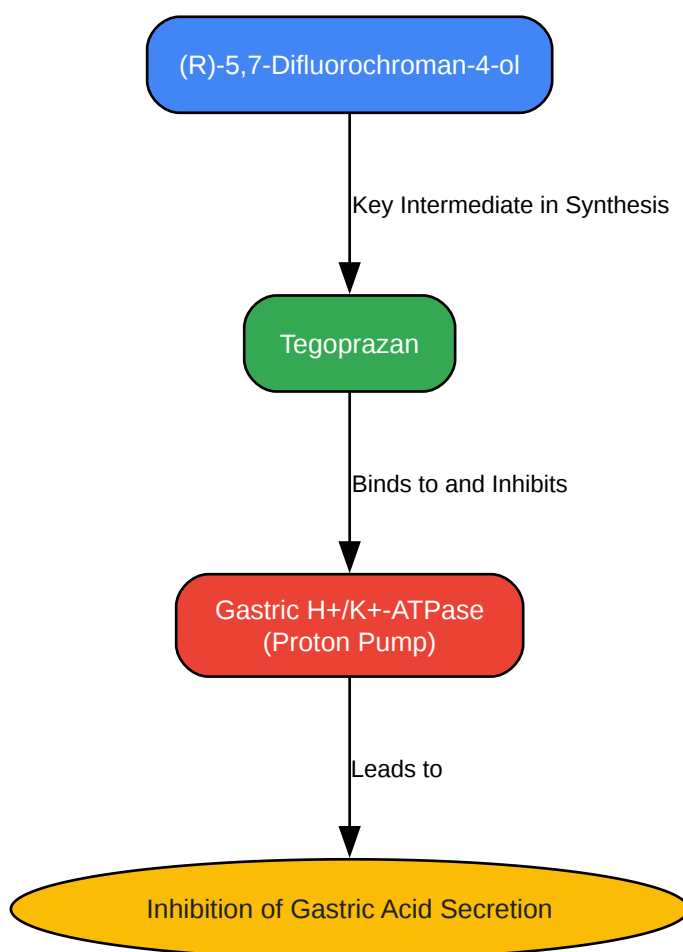 (R)-5,7-Difluorochroman-4-ol
Key Intermediate in Synthesis
Tegoprazan
Binds to and Inhibits
Gastric H+/K+-ATPase
(Proton Pump)
Leads to
Inhibition of Gastric Acid Secretion